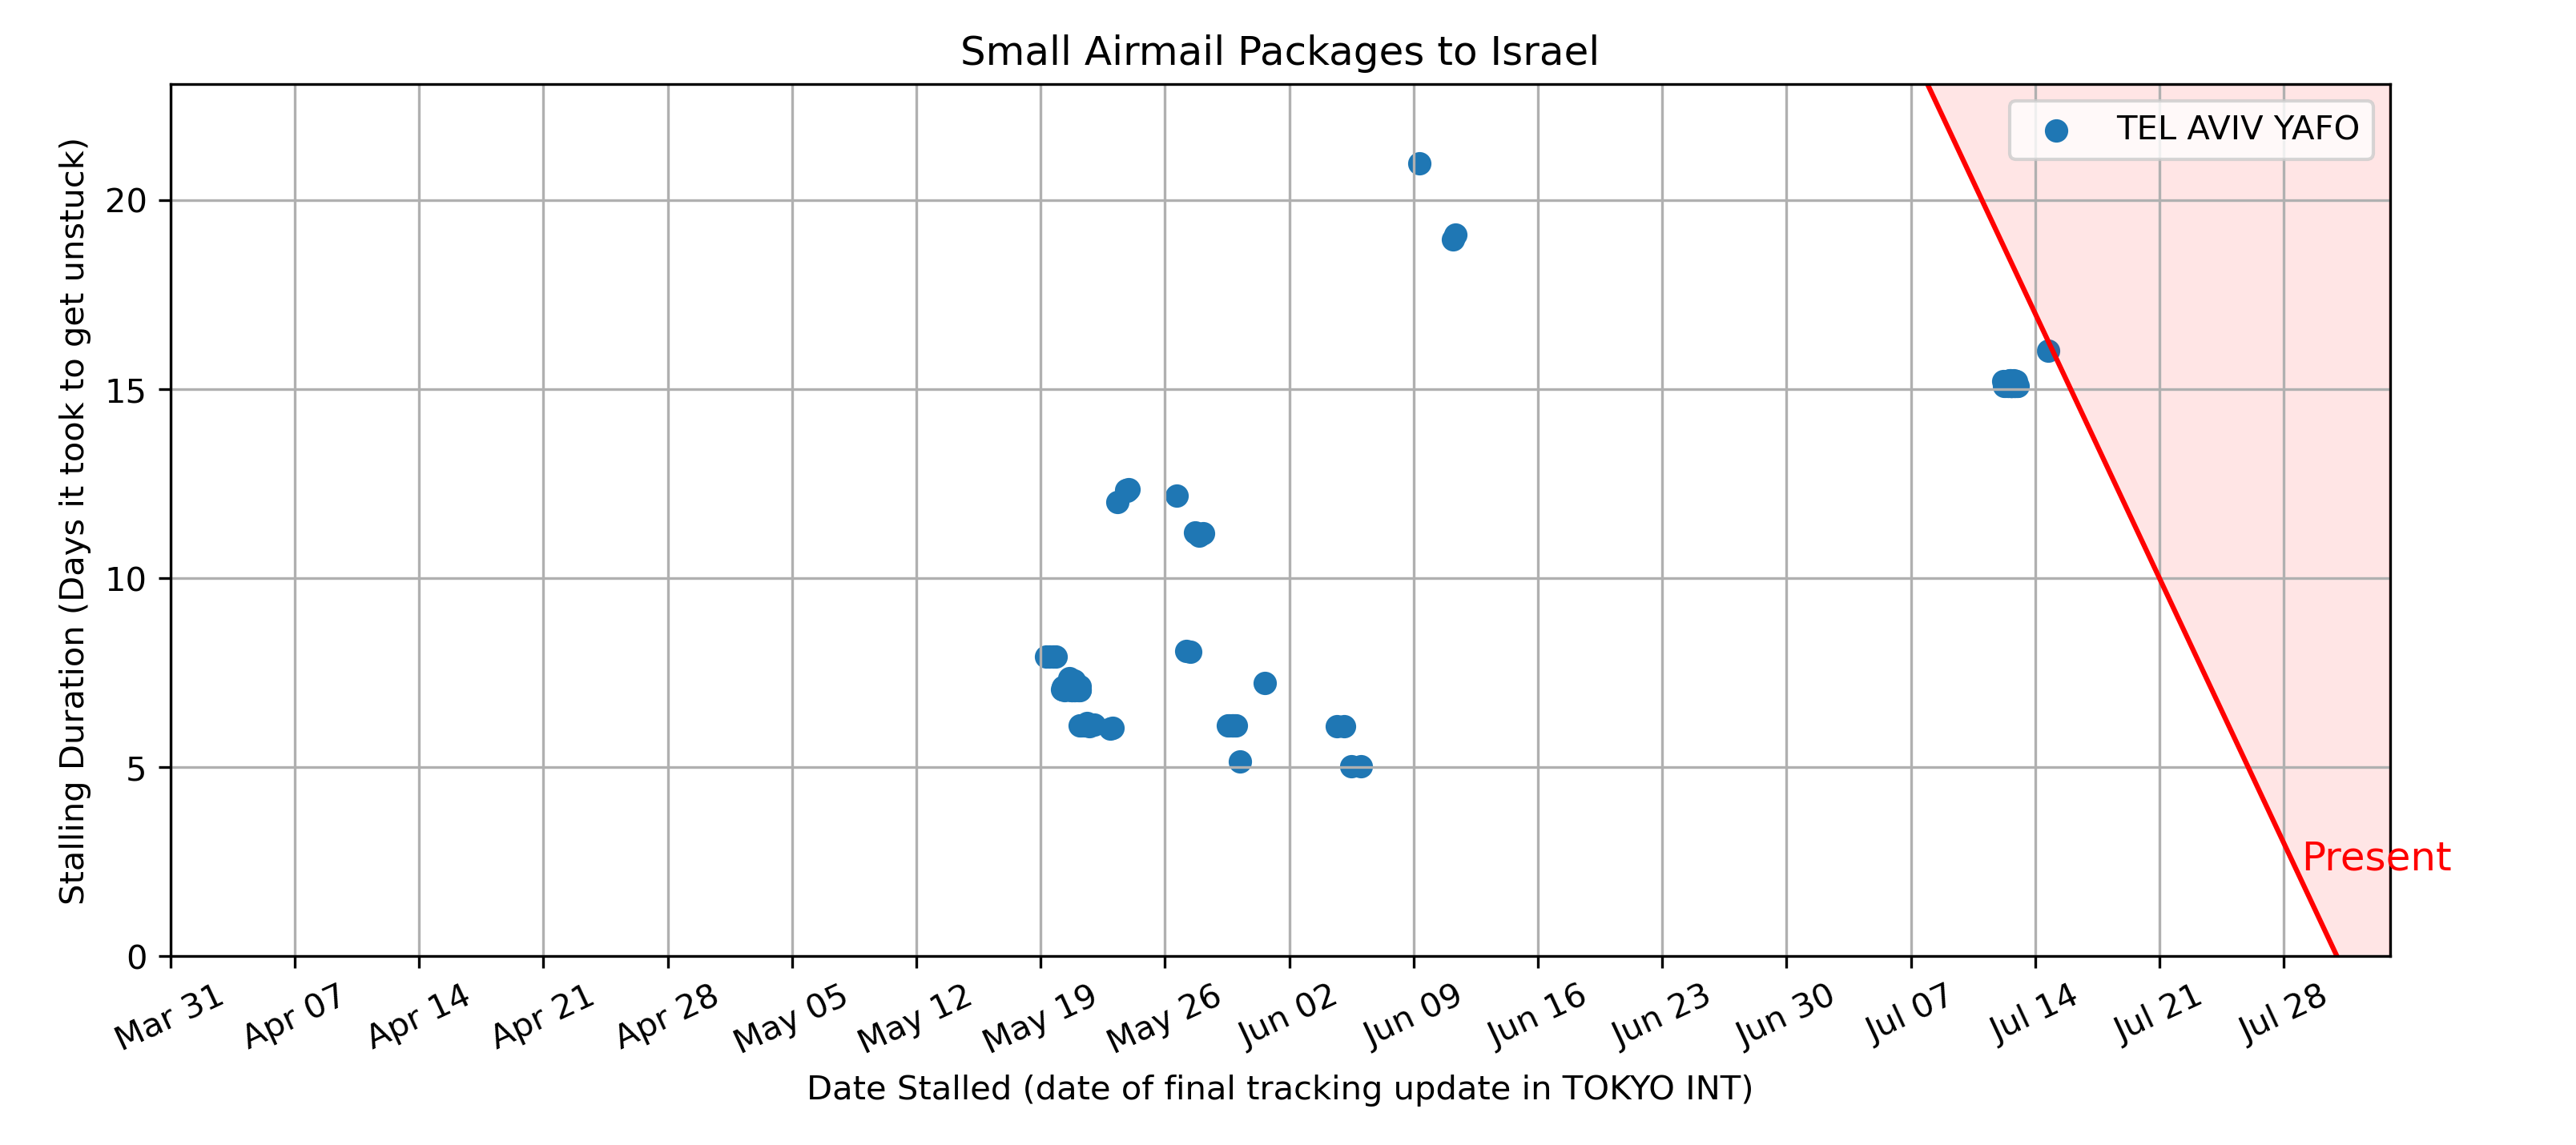 Small Airmail Packages to Israel
TEL AVIV YAFO
Stalling Duration (Days it took to get unstuck)
20
15
10
5
0
Present
Mar 31
Apr 07
Apr 14
Apr 21
Apr 28
May 05
May 12
May 19
May 26
Jun 02
Jun 09
Jun 16
Jun 23
Jun 30
Jul 07
Jul 14
Jul 21
Jul 28
Date Stalled (date of final tracking update in TOKYO INT)